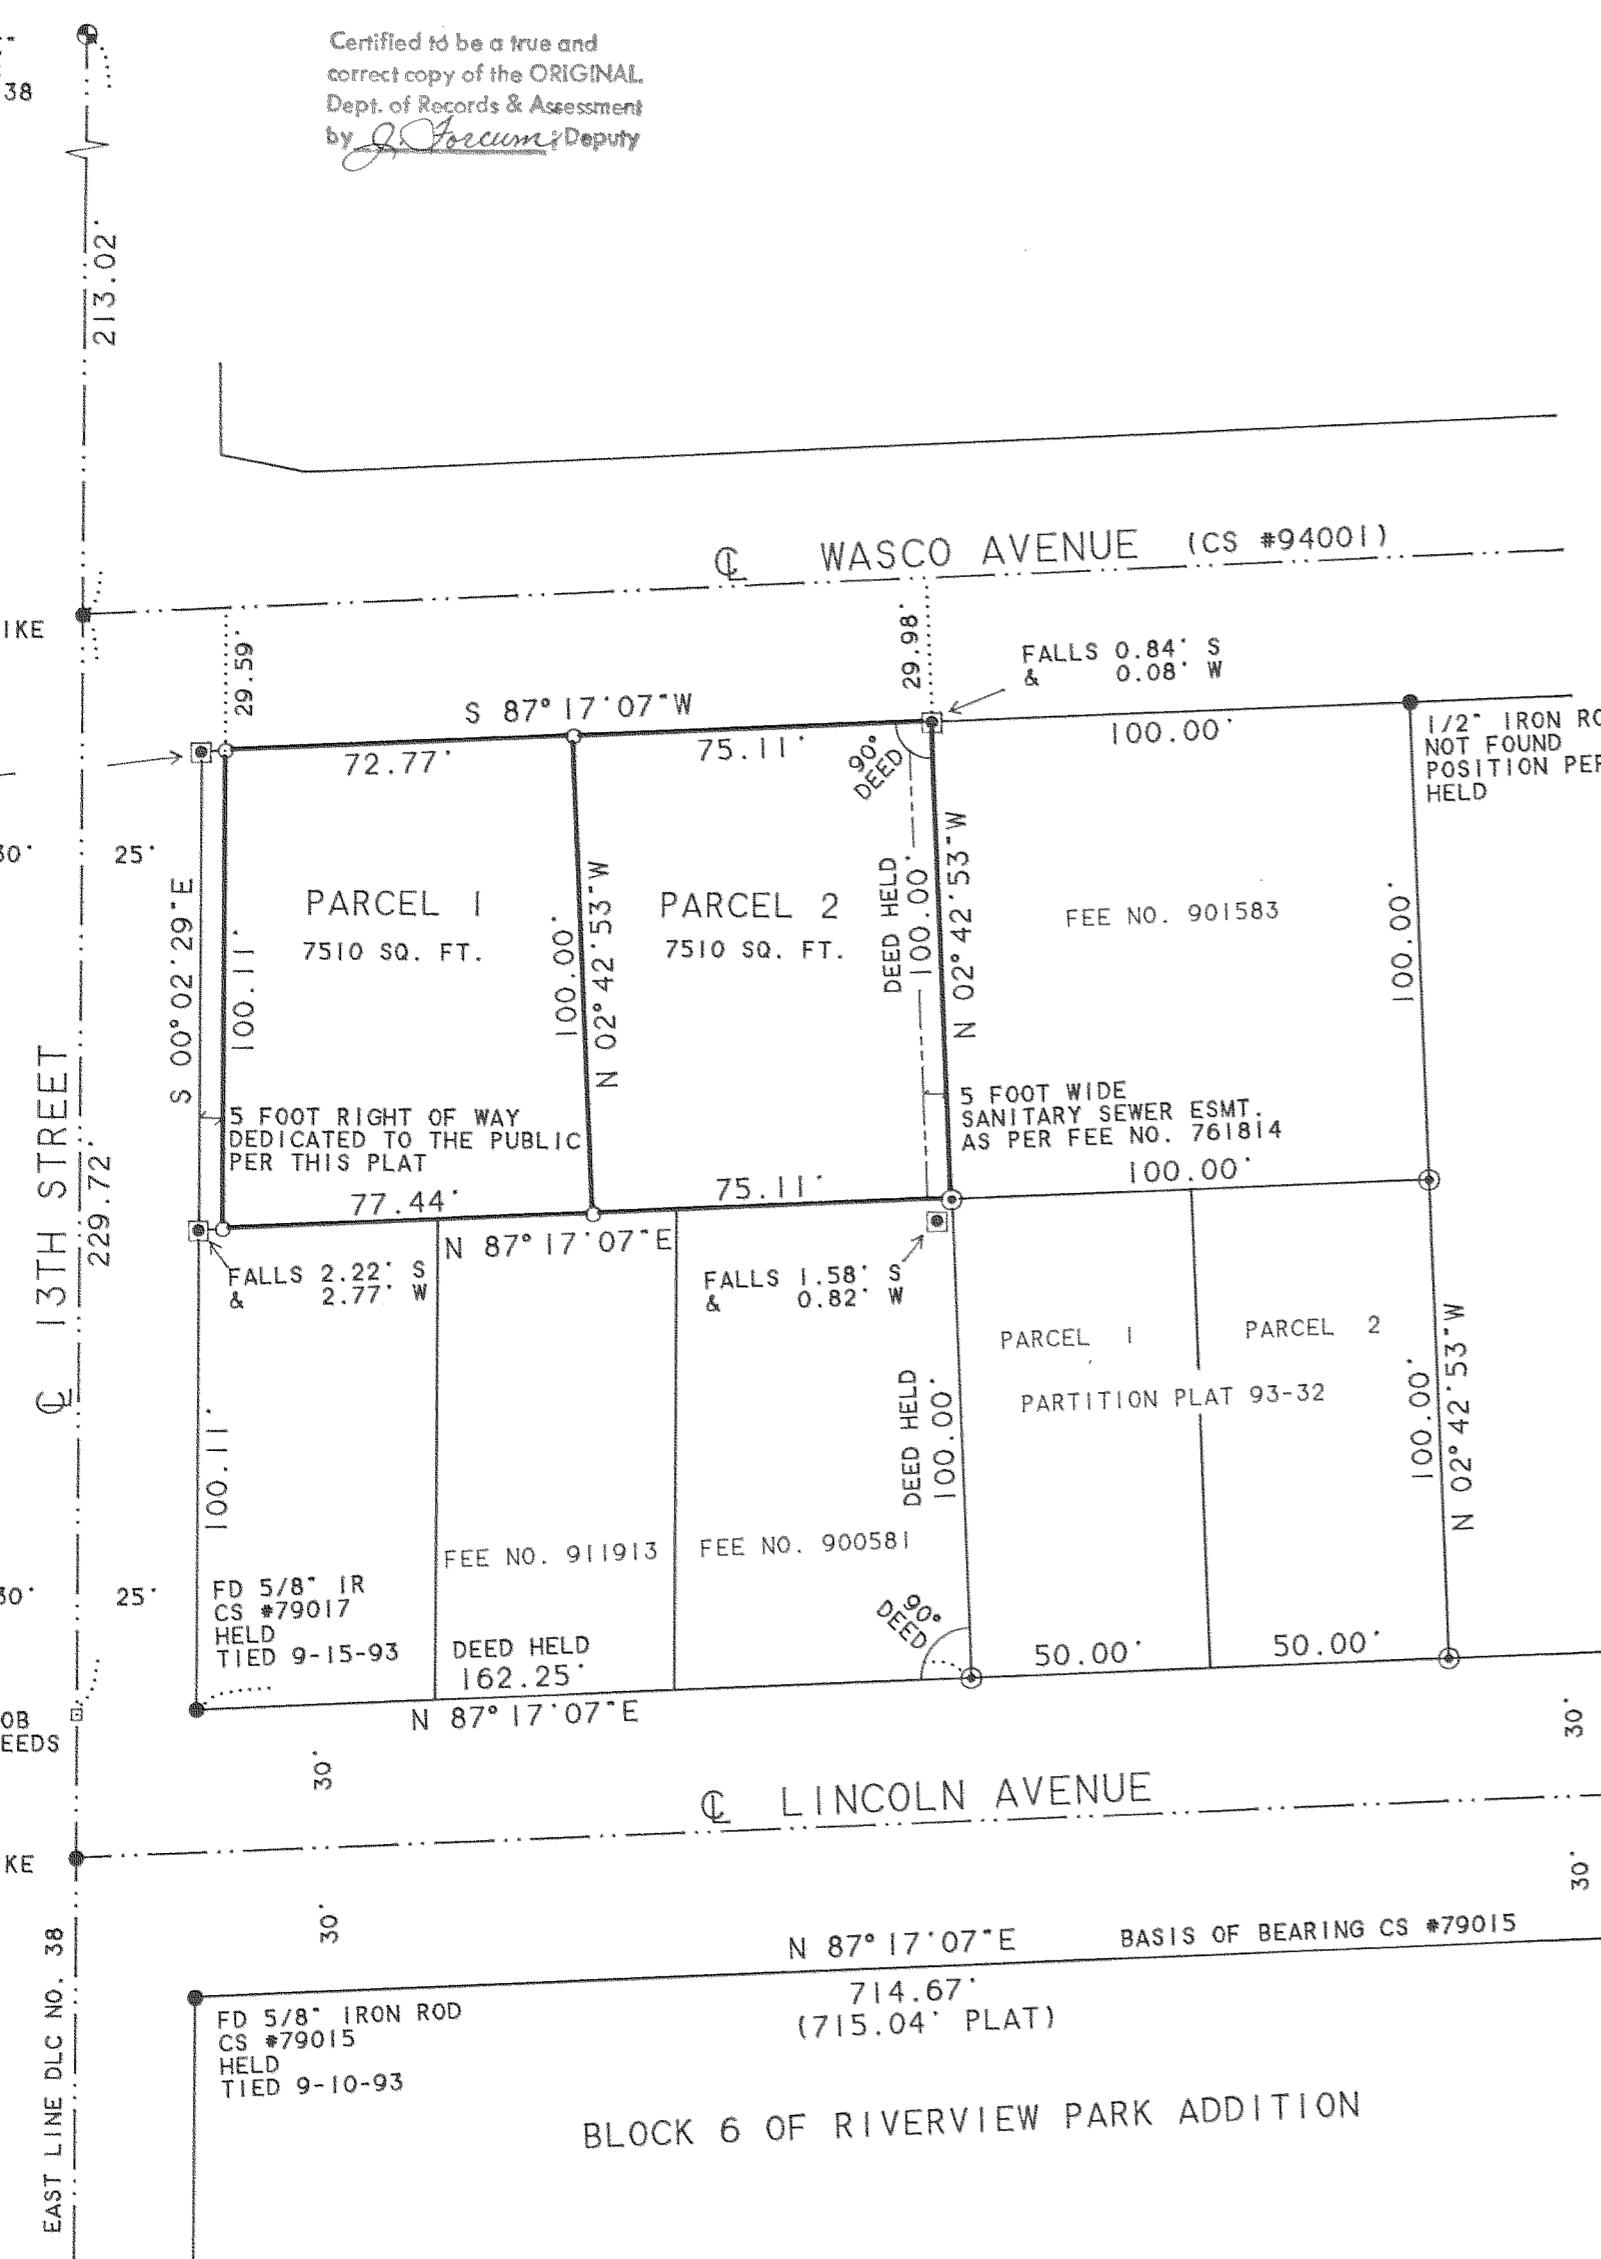 38
Certified to be a true and
correct copy of the ORIGINAL
Dept. of Records & Assessment
by J. Forcum, Deputy
213.02'
℄ WASCO AVENUE (CS #94001)
IKE
29.59'
29.98'
FALLS 0.84' S
& 0.08' W
S 87°17'07"W
72.77'
75.11'
90°
DEED
100.00'
1/2" IRON RO
NOT FOUND
POSITION PER
HELD
30'
25'
S 00°02'29"E
100.11'
PARCEL 1
7510 SQ. FT.
100.00'
N 02°42'53"W
PARCEL 2
7510 SQ. FT.
DEED HELD
100.00'
N 02°42'53"W
FEE NO. 901583
100.00'
5 FOOT RIGHT OF WAY
DEDICATED TO THE PUBLIC
PER THIS PLAT
5 FOOT WIDE
SANITARY SEWER ESMT.
AS PER FEE NO. 761814
℄ 13TH STREET
229.72'
77.44'
75.11'
100.00'
N 87°17'07"E
FALLS 2.22' S
& 2.77' W
FALLS 1.58' S
& 0.82' W
PARCEL 1
PARCEL 2
PARTITION PLAT 93-32
100.11'
DEED HELD
100.00'
100.00'
N 02°42'53"W
FEE NO. 911913
FEE NO. 900581
30'
25'
FD 5/8" IR
CS #79017
HELD
TIED 9-15-93
DEED HELD
162.25'
N 87°17'07"E
90°
DEED
50.00'
50.00'
OB
EEDS
30'
30'
℄ LINCOLN AVENUE
KE
30'
30'
EAST LINE DLC NO. 38
N 87°17'07"E
BASIS OF BEARING CS #79015
714.67'
(715.04' PLAT)
FD 5/8" IRON ROD
CS #79015
HELD
TIED 9-10-93
BLOCK 6 OF RIVERVIEW PARK ADDITION